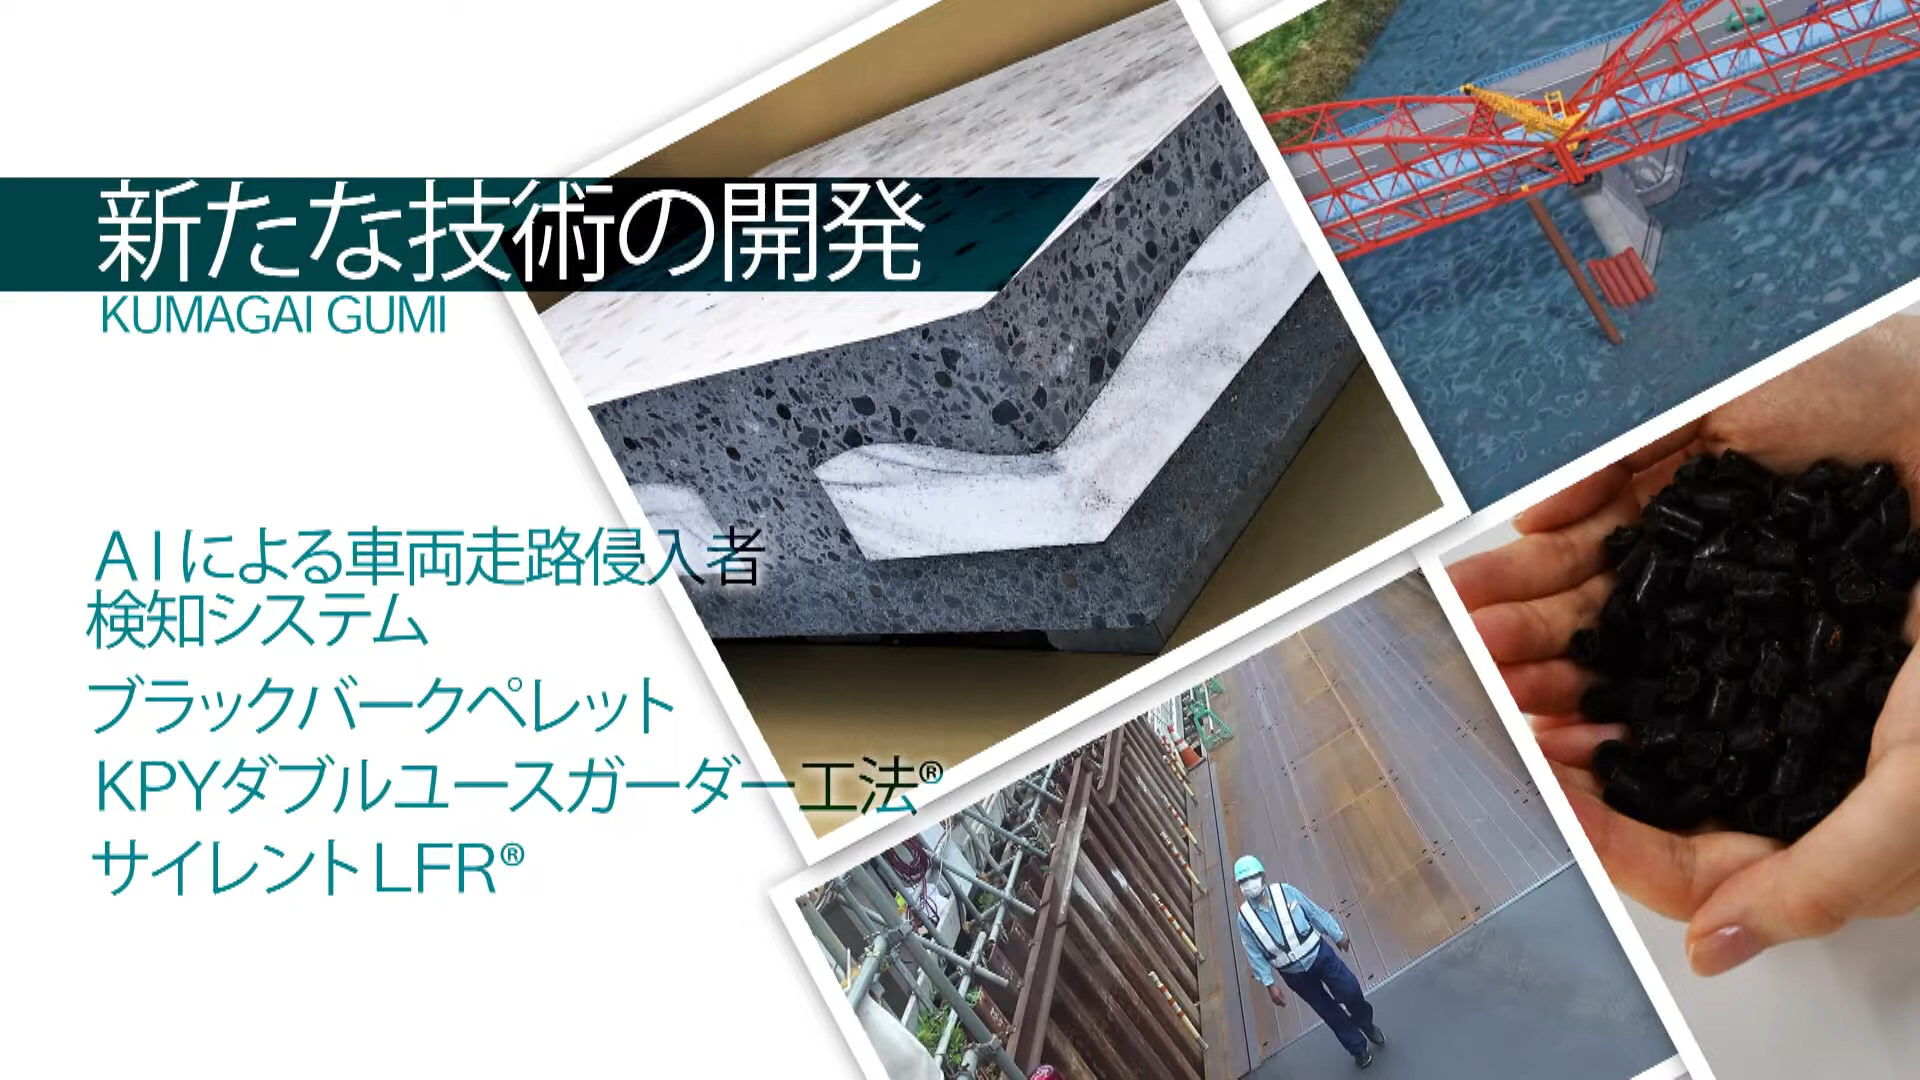 新たな技術の開発
KUMAGAI GUMI
AIによる車両走路侵入者
検知システム
ブラックバークペレット
KPYダブルユースガーダー工法®
サイレントLFR®